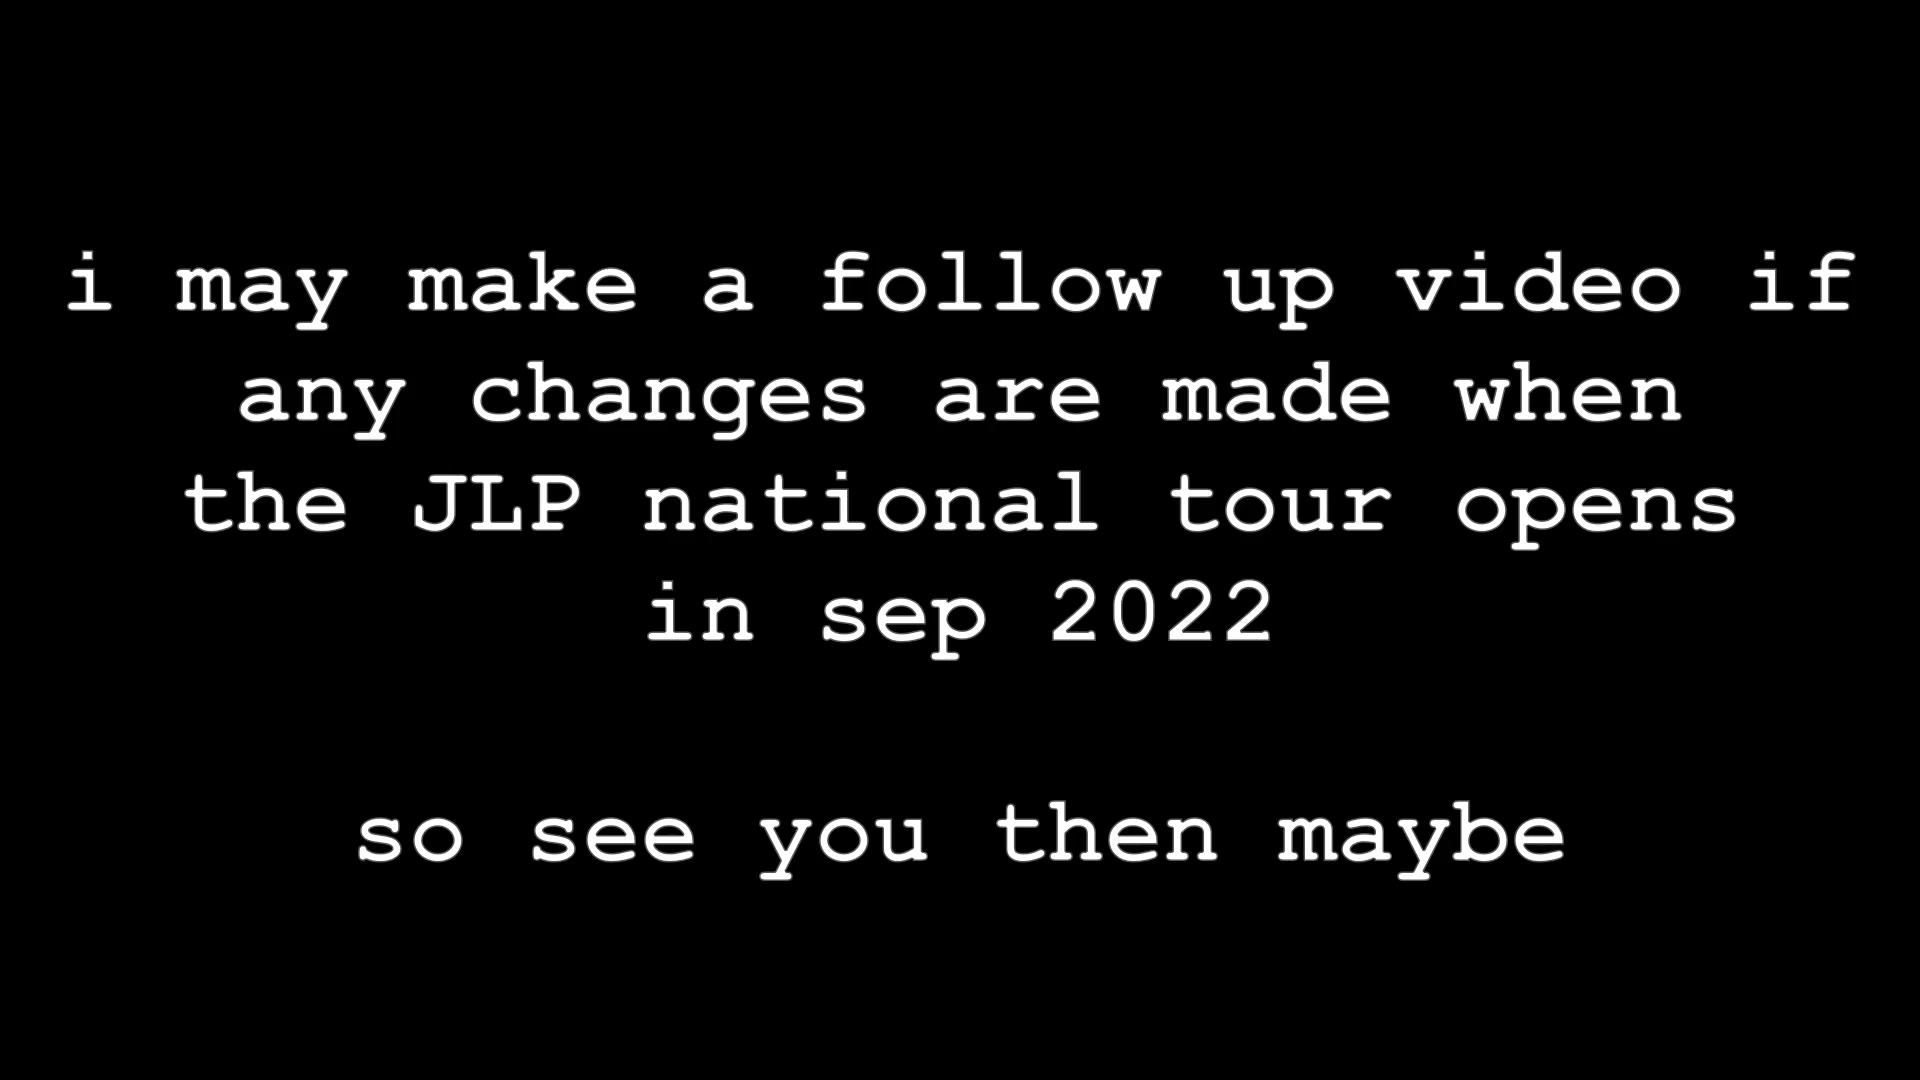 i may make a follow up video if
any changes are made when
the JLP national tour opens
in sep 2022
so see you then maybe